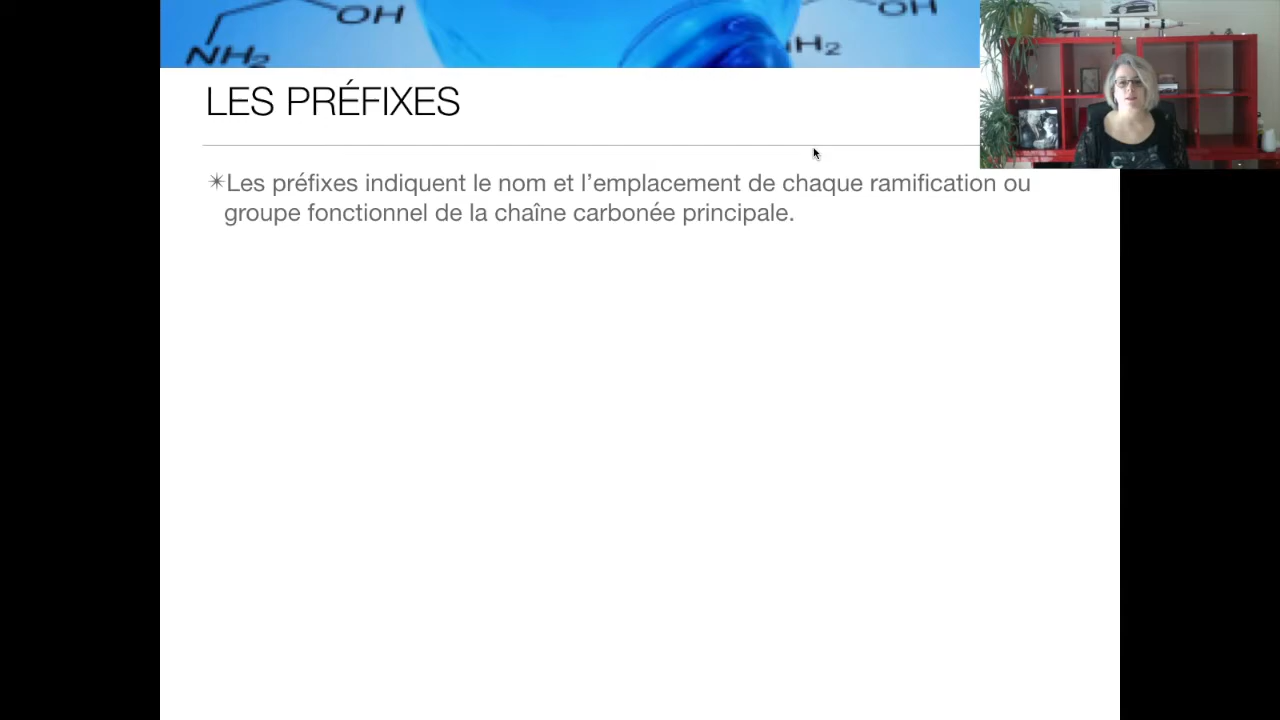 OH
OH
NH₂
H₂
LES PRÉFIXES
✴Les préfixes indiquent le nom et l’emplacement de chaque ramification ou
groupe fonctionnel de la chaîne carbonée principale.